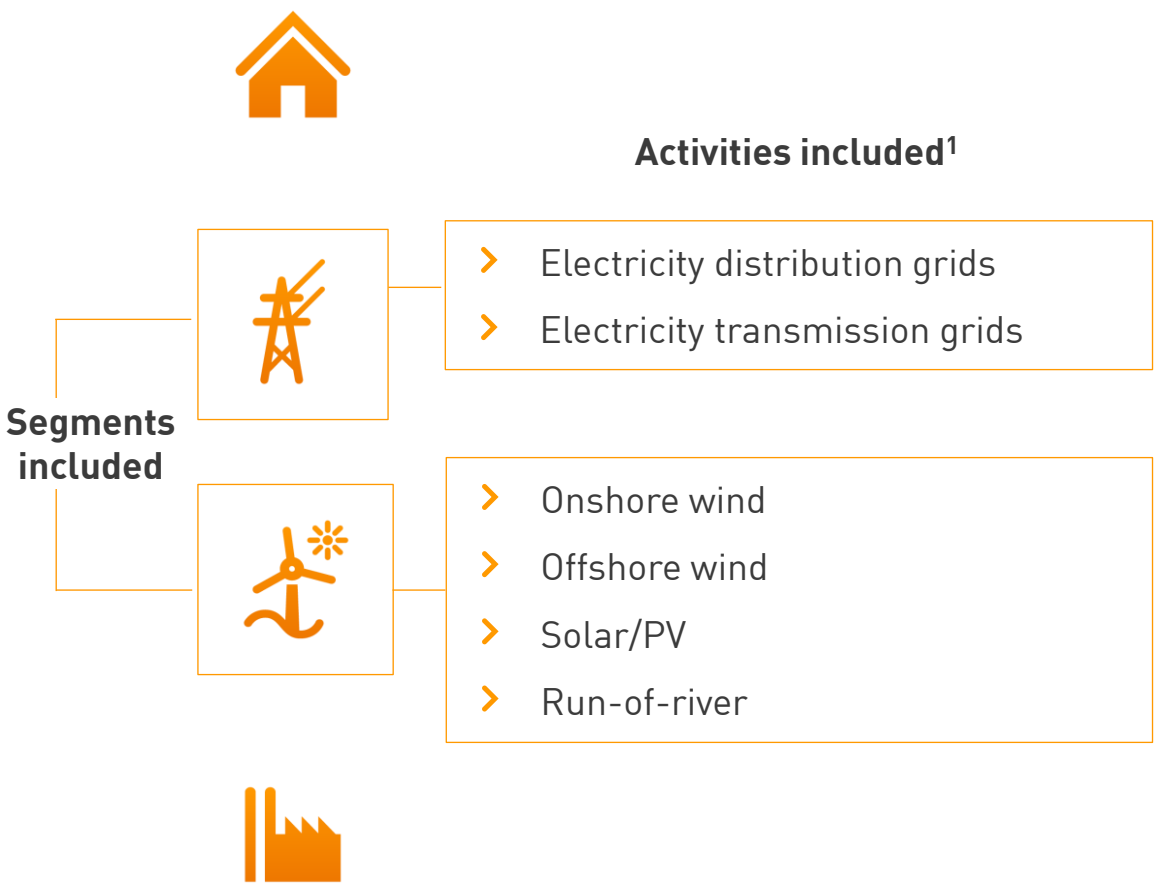 Activities included¹
Electricity distribution grids
Electricity transmission grids
Segments
included
Onshore wind
Offshore wind
Solar/PV
Run-of-river